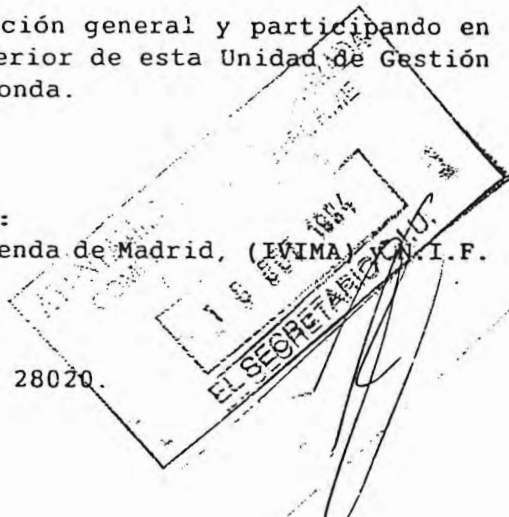 ción general y participando en
erior de esta Unidad de Gestión
onda.
:
enda de Madrid, (IVIMA) y N.I.F.
28020.
EL SECRETARIO